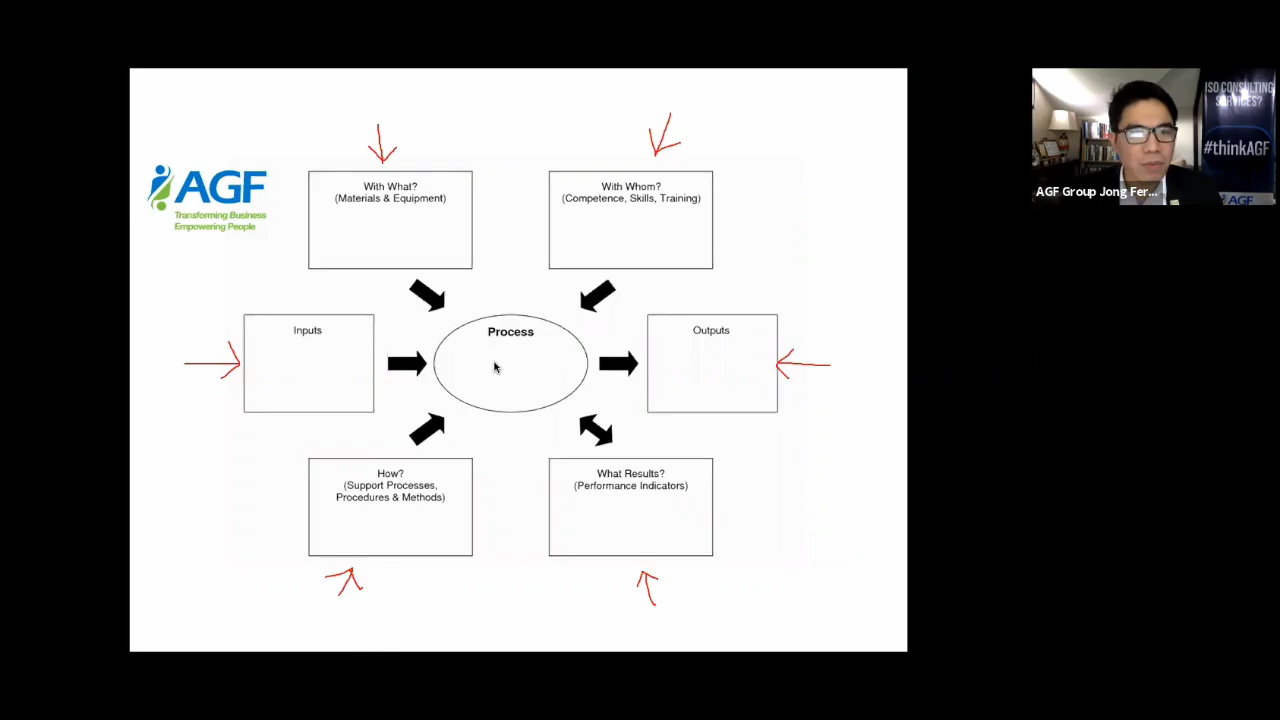 AGF
Transforming Business
Empowering People
With What?
(Materials & Equipment)
With Whom?
(Competence, Skills, Training)
Inputs
Process
Outputs
How?
(Support Processes,
Procedures & Methods)
What Results?
(Performance Indicators)
ISO CONSULTING
SERVICES?
#thinkAGF
AGF Group Jong Fer...
AGF